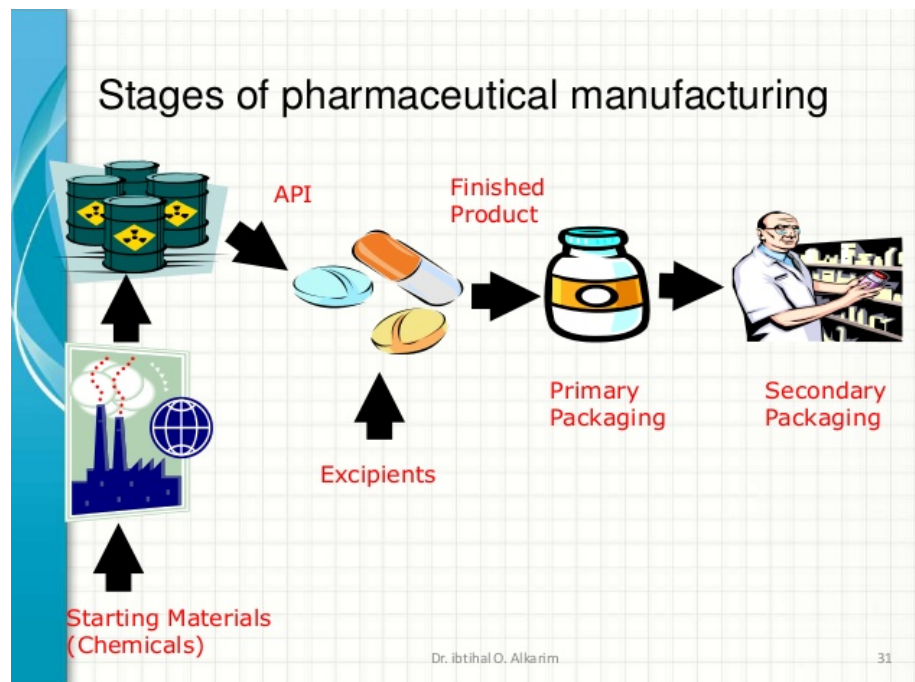 Stages of pharmaceutical manufacturing
API
Finished
Product
Primary
Packaging
Secondary
Packaging
Excipients
Starting Materials
(Chemicals)
Dr. ibtihal O. Alkarim
31